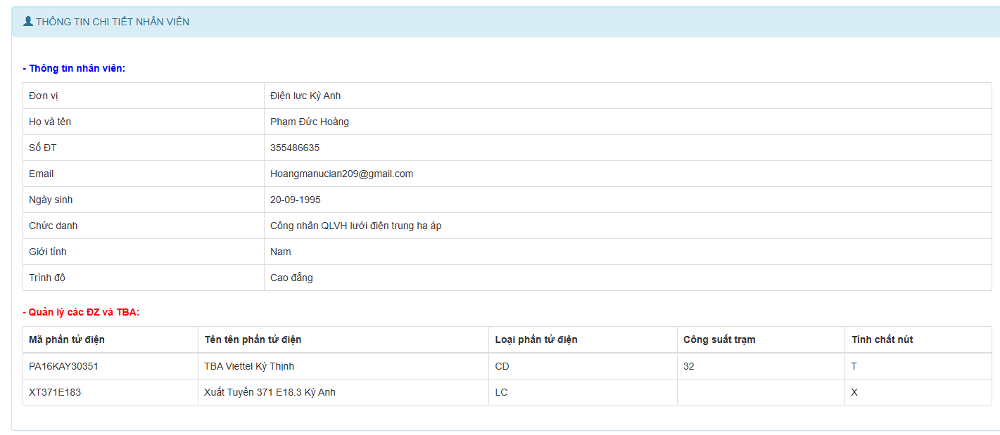 THÔNG TIN CHI TIẾT NHÂN VIÊN
- Thông tin nhân viên:
Đơn vị Điện lực Kỳ Anh
Họ và tên Phạm Đức Hoàng
Số ĐT 355486635
Email Hoangmanucian209@gmail.com
Ngày sinh 20-09-1995
Chức danh Công nhân QLVH lưới điện trung hạ áp
Giới tính Nam
Trình độ Cao đẳng
- Quản lý các ĐZ và TBA:
Mã phần tử điện Tên tên phần tử điện Loại phần tử điện Công suất trạm Tính chất nút
PA16KAY30351 TBA Viettel Kỳ Thịnh CD 32 T
XT371E183 Xuất Tuyến 371 E18.3 Kỳ Anh LC X